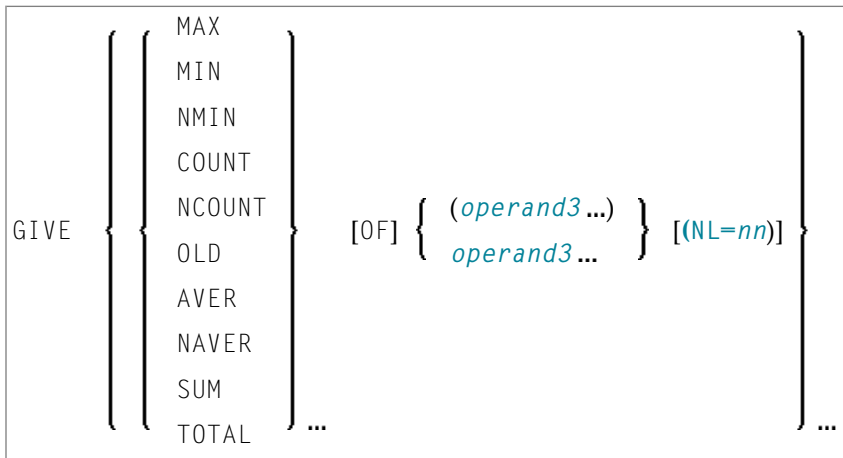 MAX
MIN
NMIN
COUNT
(operand3 ...)
NCOUNT
GIVE [OF] [(NL=nn)]
OLD
operand3 ...
AVER
NAVER
SUM
TOTAL ... ...